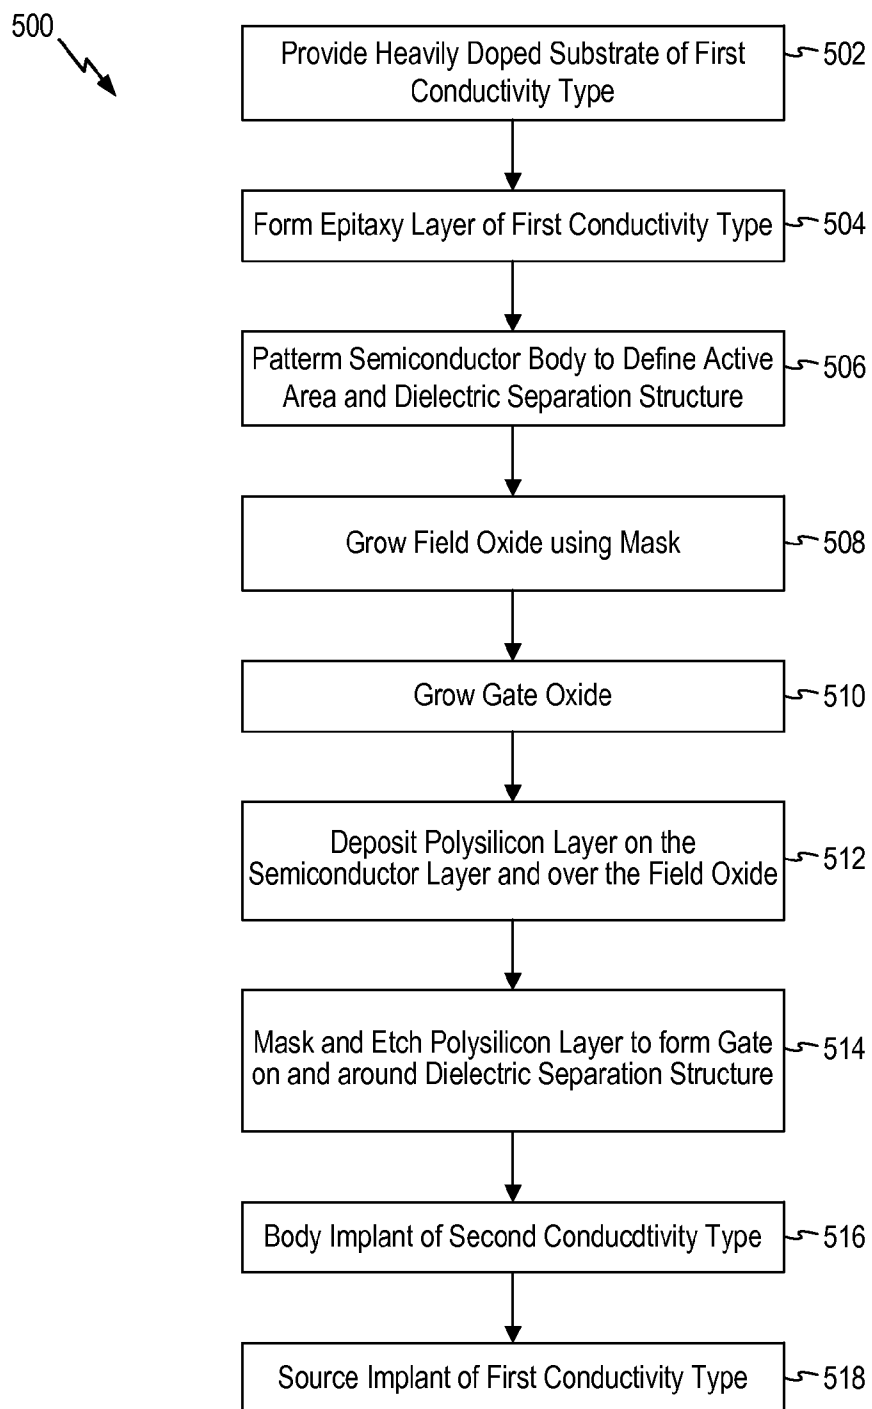 500
Provide Heavily Doped Substrate of First
Conductivity Type
502
Form Epitaxy Layer of First Conductivity Type
504
Patterm Semiconductor Body to Define Active
Area and Dielectric Separation Structure
506
Grow Field Oxide using Mask
508
Grow Gate Oxide
510
Deposit Polysilicon Layer on the
Semiconductor Layer and over the Field Oxide
512
Mask and Etch Polysilicon Layer to form Gate
on and around Dielectric Separation Structure
514
Body Implant of Second Conducdtivity Type
516
Source Implant of First Conductivity Type
518